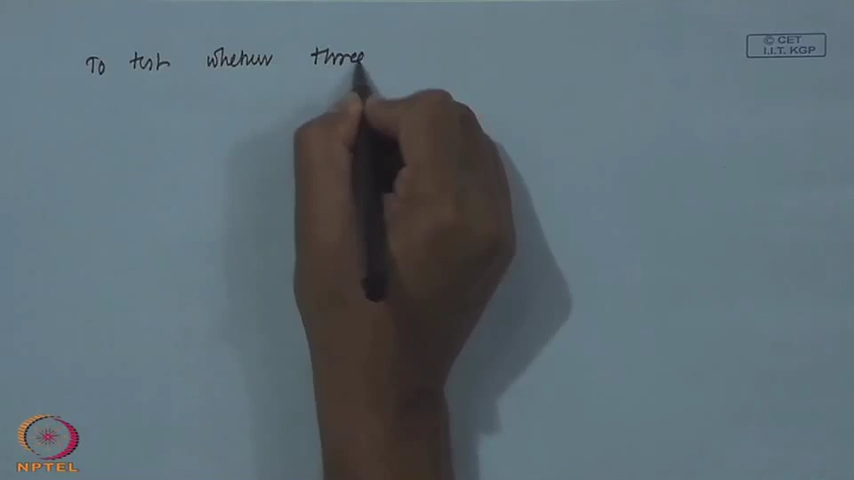 To test whether three
© CET
I.I.T. KGP
NPTEL